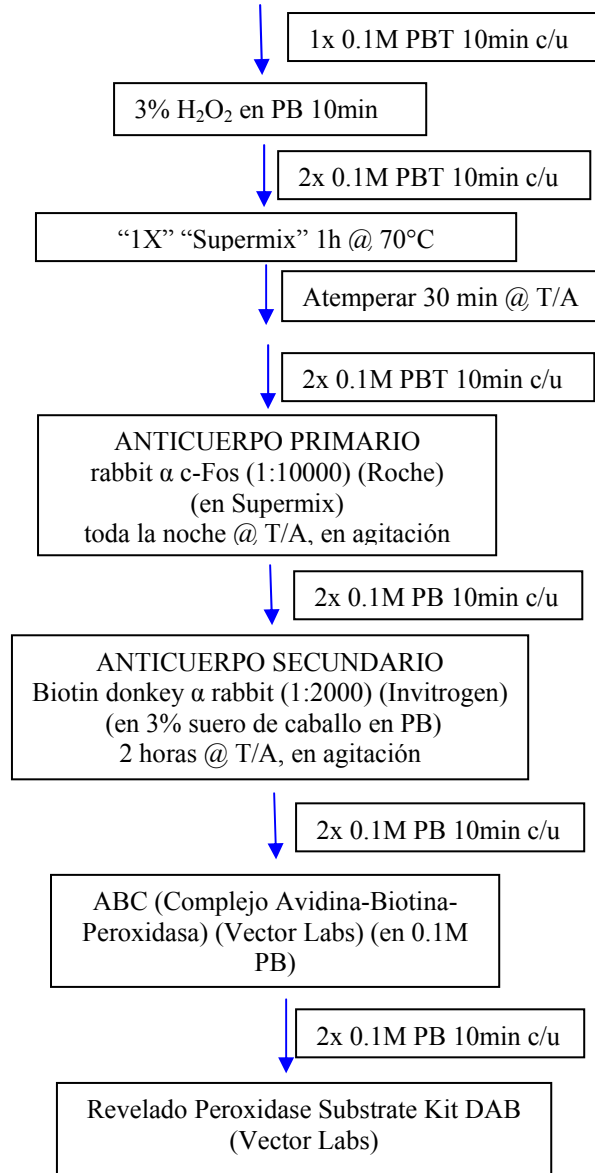 1x 0.1M PBT 10min c/u
3% H₂O₂ en PB 10min
2x 0.1M PBT 10min c/u
“1X” “Supermix” 1h @ 70°C
Atemperar 30 min @ T/A
2x 0.1M PBT 10min c/u
ANTICUERPO PRIMARIO
rabbit α c-Fos (1:10000) (Roche)
(en Supermix)
toda la noche @ T/A, en agitación
2x 0.1M PB 10min c/u
ANTICUERPO SECUNDARIO
Biotin donkey α rabbit (1:2000) (Invitrogen)
(en 3% suero de caballo en PB)
2 horas @ T/A, en agitación
2x 0.1M PB 10min c/u
ABC (Complejo Avidina-Biotina-
Peroxidasa) (Vector Labs) (en 0.1M
PB)
2x 0.1M PB 10min c/u
Revelado Peroxidase Substrate Kit DAB
(Vector Labs)